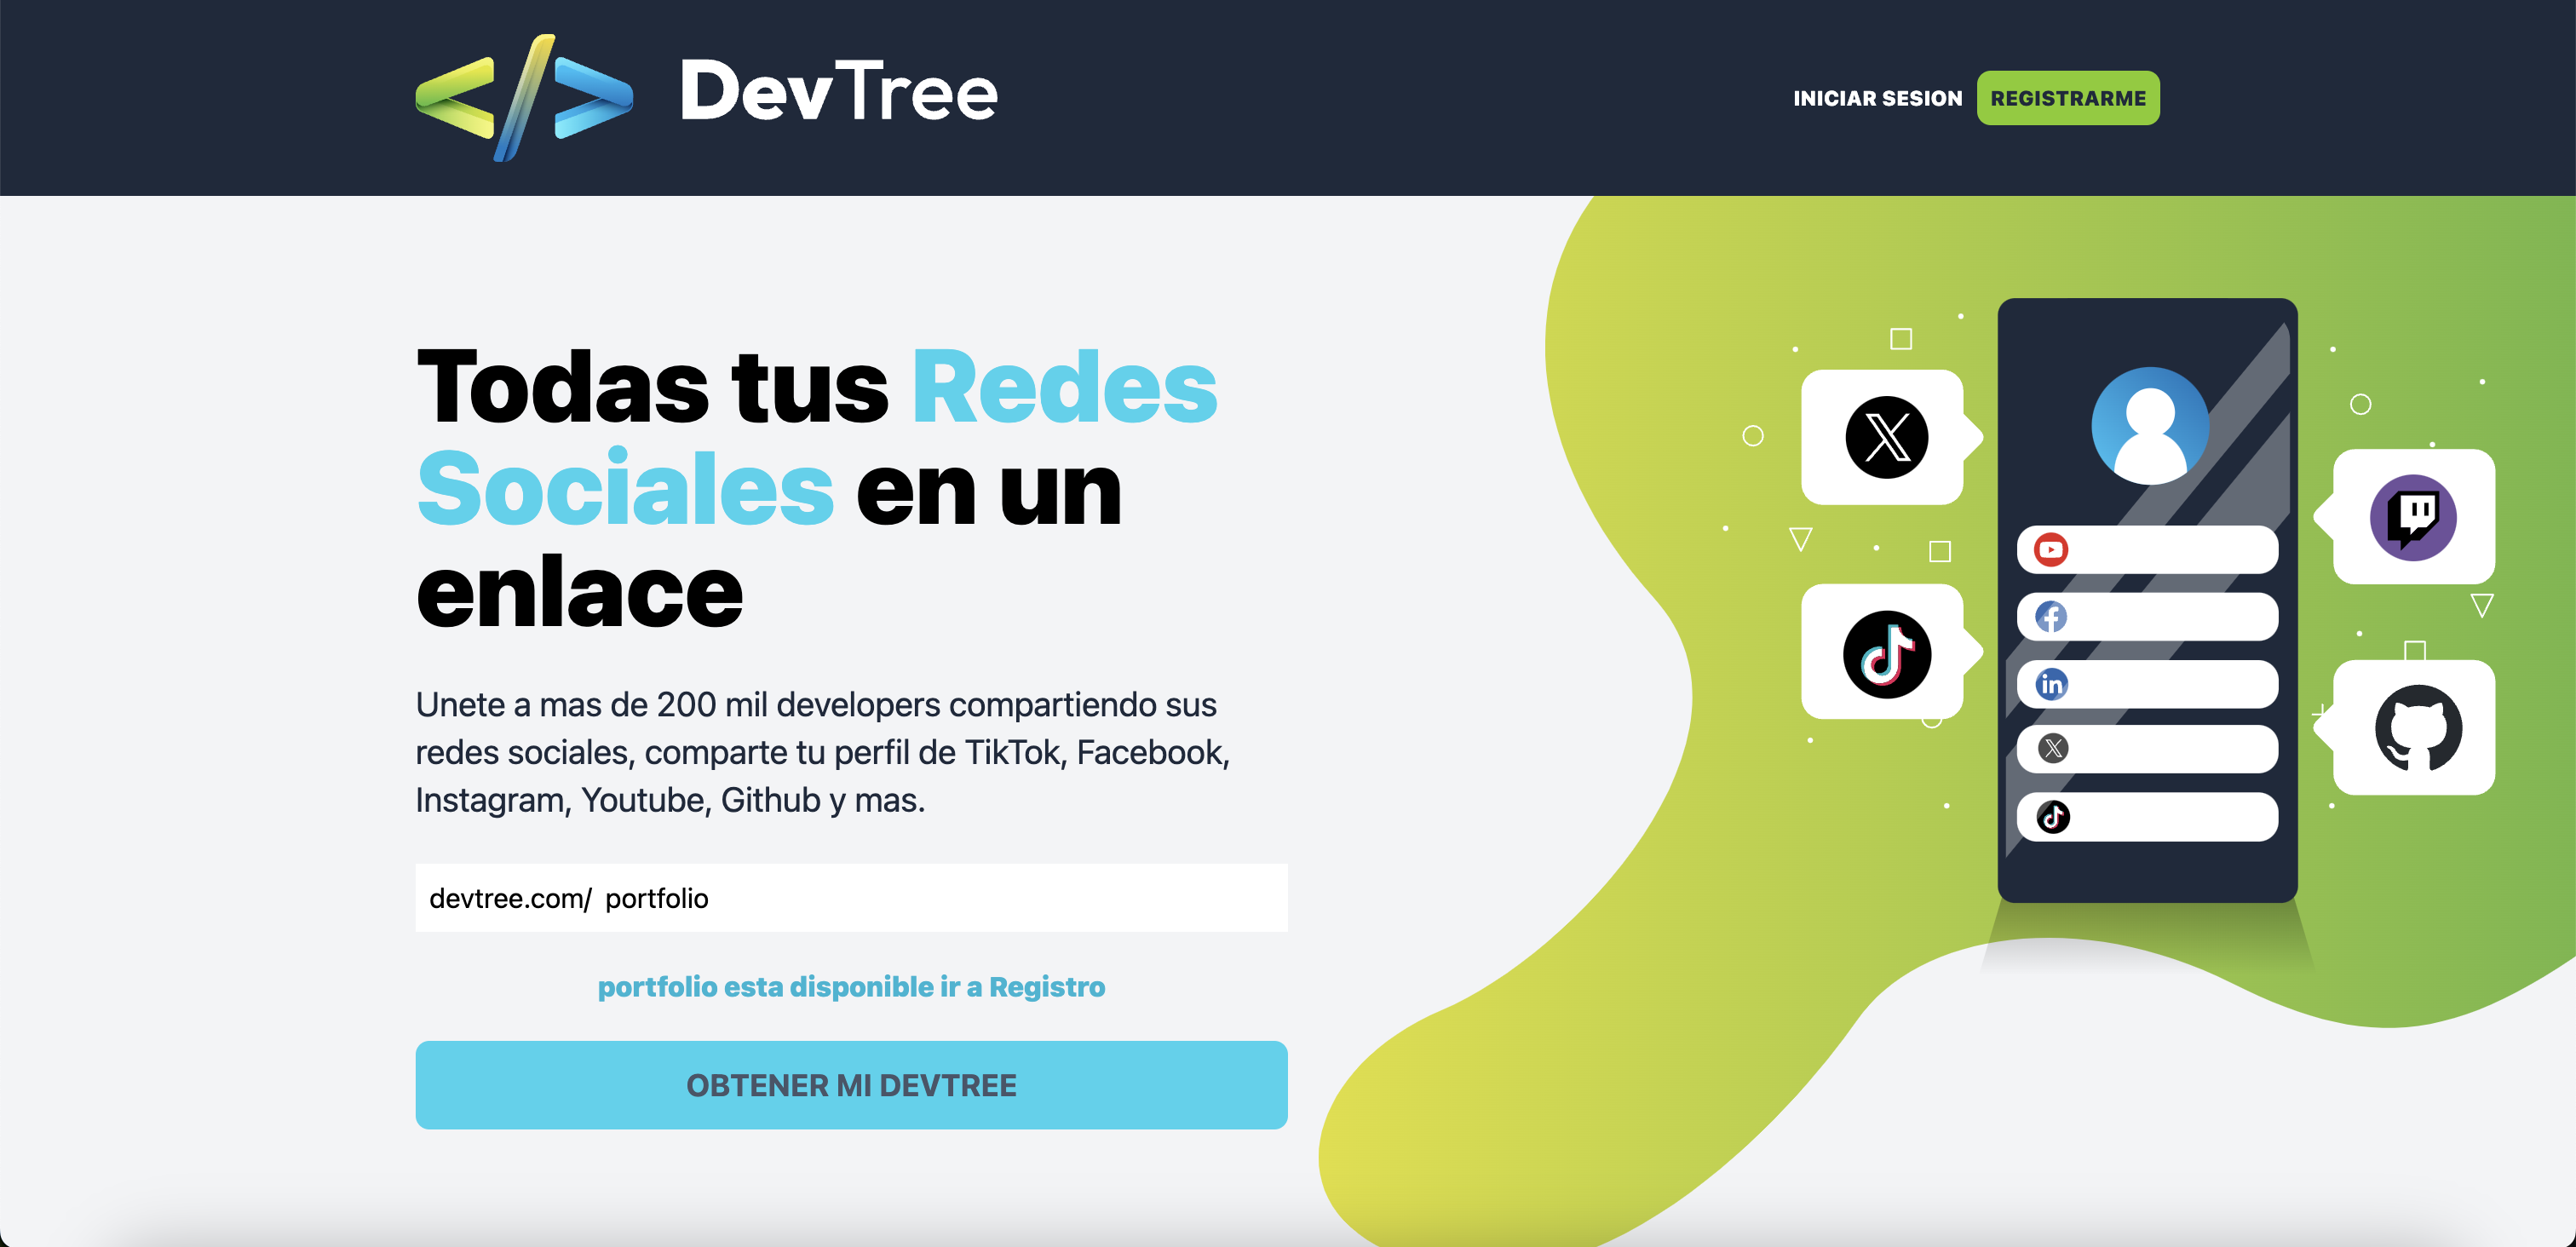 DevTree
INICIAR SESION
REGISTRARME
Todas tus Redes
Sociales en un
enlace
Unete a mas de 200 mil developers compartiendo sus
redes sociales, comparte tu perfil de TikTok, Facebook,
Instagram, Youtube, Github y mas.
devtree.com/ portfolio
portfolio esta disponible ir a Registro
OBTENER MI DEVTREE